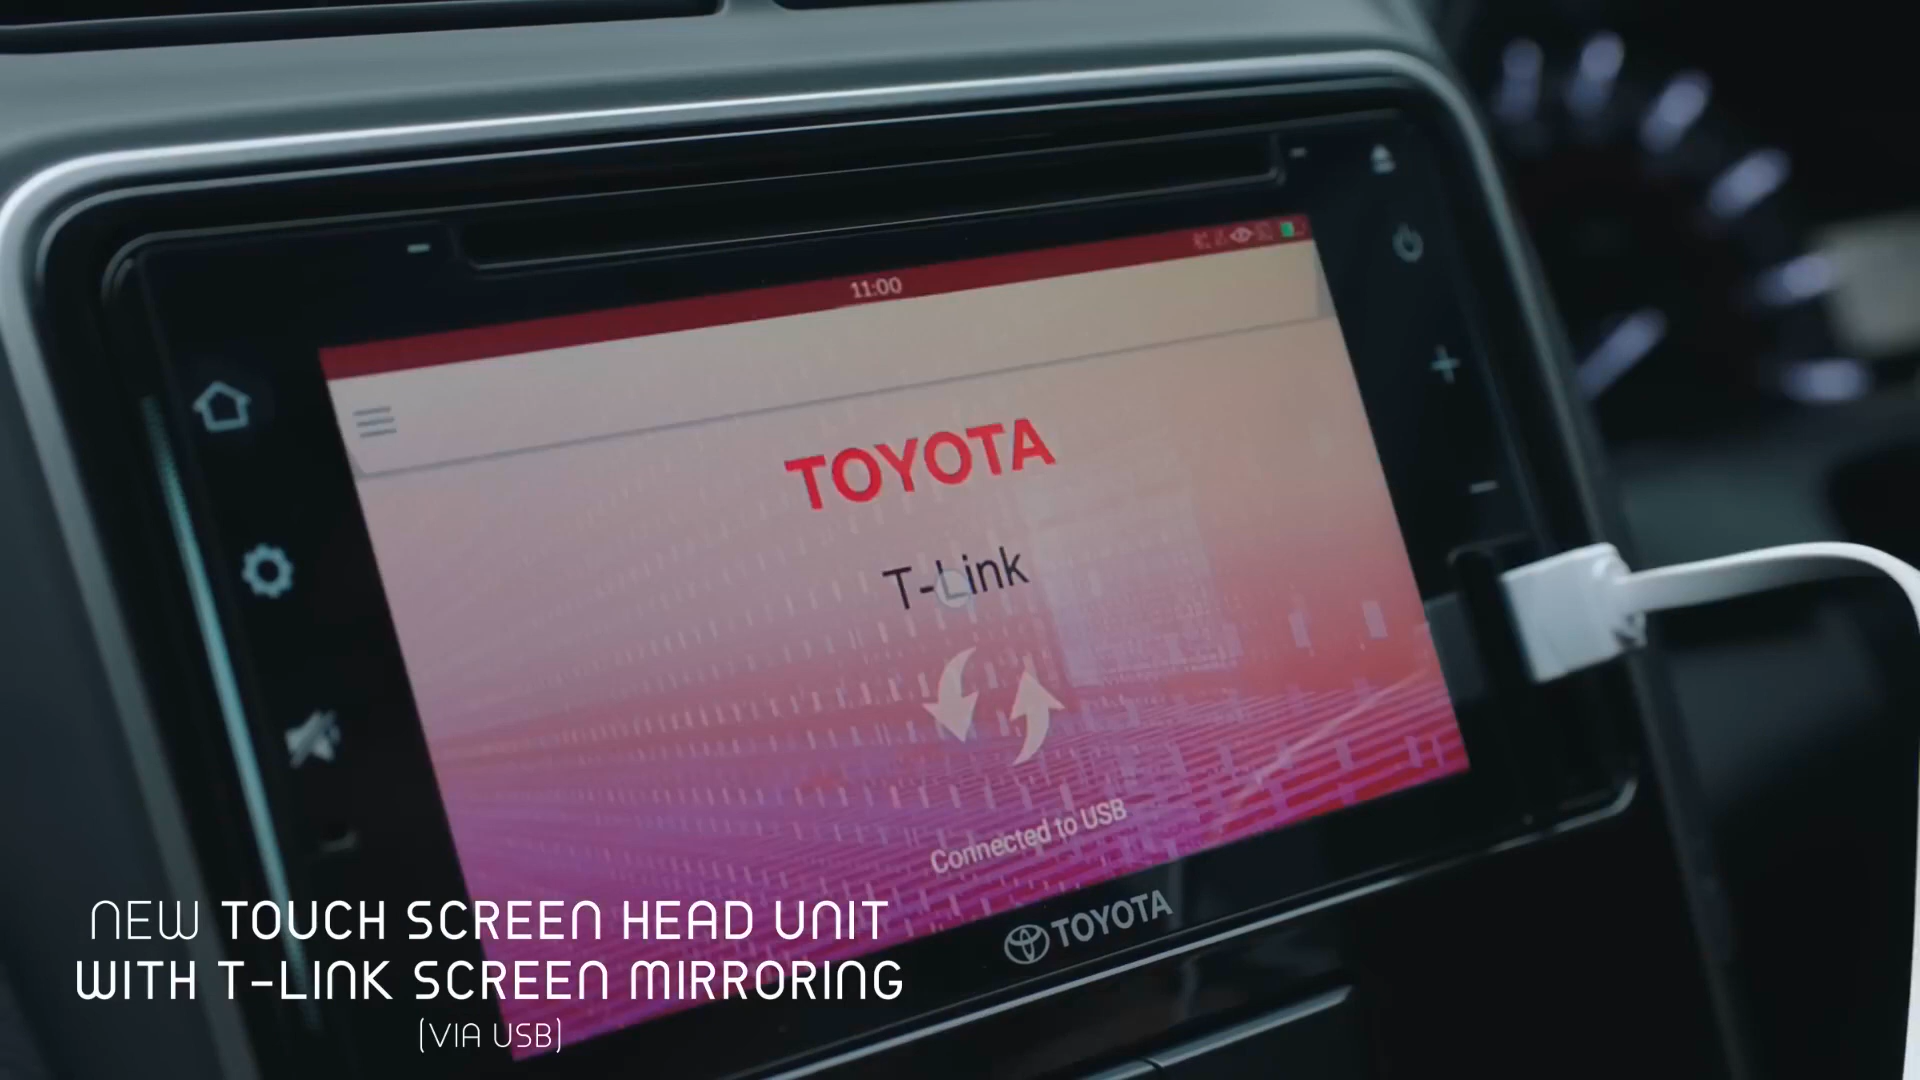 11:00
TOYOTA
T-Link
Connected to USB
TOYOTA
NEW TOUCH SCREEN HEAD UNIT
WITH T-LINK SCREEN MIRRORING
(VIA USB)